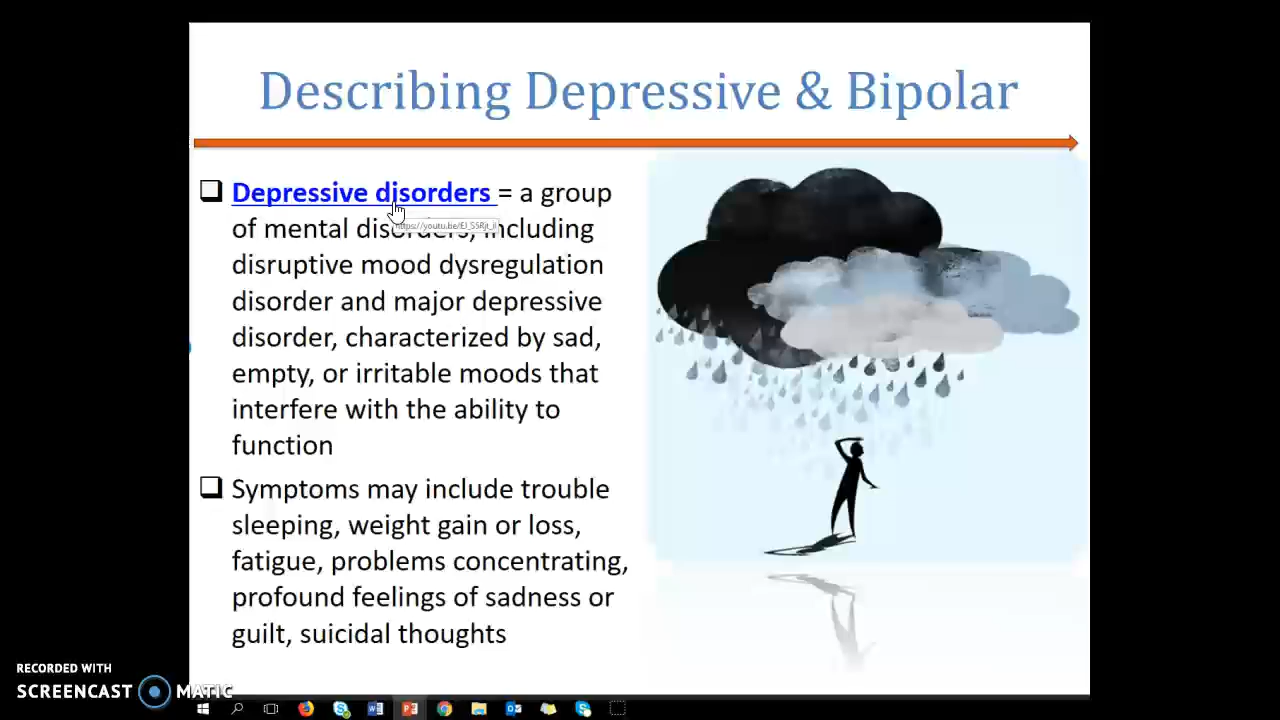 Describing Depressive & Bipolar
Depressive disorders = a group
of mental disorders, including
disruptive mood dysregulation
disorder and major depressive
disorder, characterized by sad,
empty, or irritable moods that
interfere with the ability to
function
Symptoms may include trouble
sleeping, weight gain or loss,
fatigue, problems concentrating,
profound feelings of sadness or
guilt, suicidal thoughts
RECORDED WITH
SCREENCAST MATIC